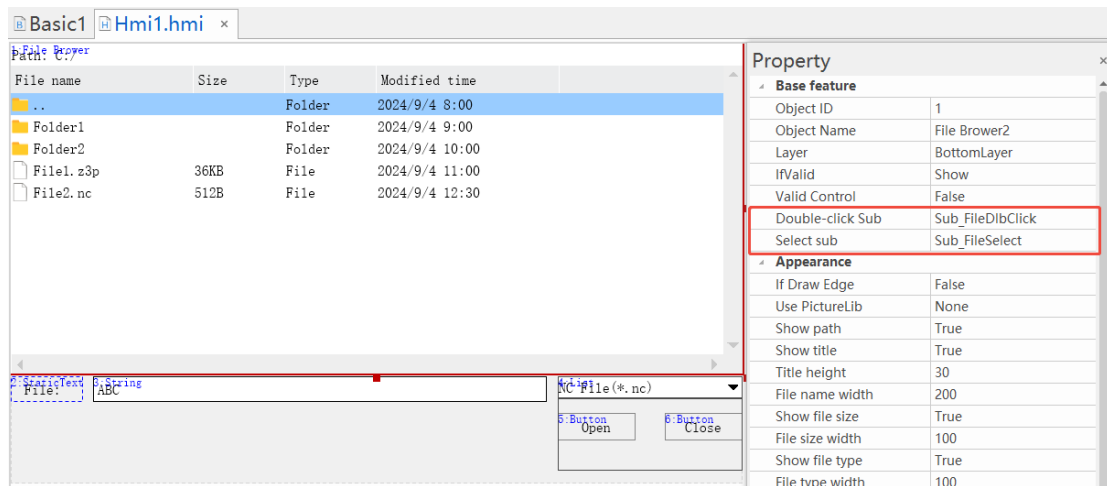 Basic1 Hmi1.hmi ×
1:File Brower
Path: C:/
File name Size Type Modified time
.. Folder 2024/9/4 8:00
Folder1 Folder 2024/9/4 9:00
Folder2 Folder 2024/9/4 10:00
File1.z3p 36KB File 2024/9/4 11:00
File2.nc 512B File 2024/9/4 12:30
2:StaticText 3:String 4:List
File: ABC NC File(*.nc)
5:Button 6:Button
Open Close
Property ×
Base feature
Object ID 1
Object Name File Brower2
Layer BottomLayer
IfValid Show
Valid Control False
Double-click Sub Sub_FileDlbClick
Select sub Sub_FileSelect
Appearance
If Draw Edge False
Use PictureLib None
Show path True
Show title True
Title height 30
File name width 200
Show file size True
File size width 100
Show file type True
File type width 100